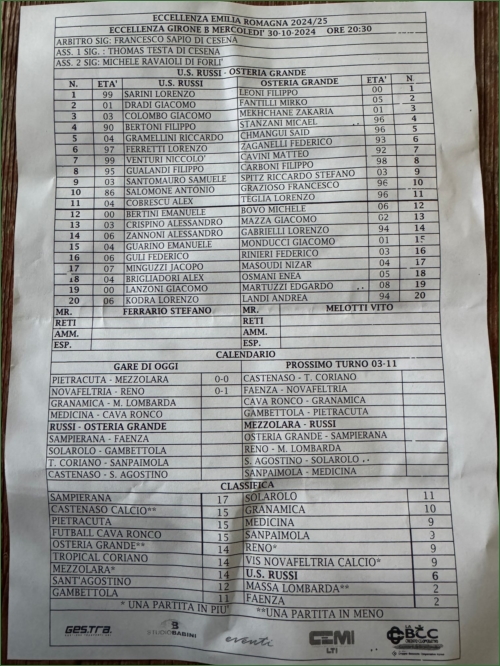 ECCELLENZA EMILIA ROMAGNA 2024/25
ECCELLENZA GIRONE B MERCOLEDI' 30-10-2024 ORE 20:30
ARBITRO SIG: FRANCESCO SAPIO DI CESENA
ASS. 1 SIG. : THOMAS TESTA DI CESENA
ASS. 2 SIG: MICHELE RAVAIOLI DI FORLI'
U.S. RUSSI - OSTERIA GRANDE
N. ETA' U.S. RUSSI OSTERIA GRANDE ETA' N.
1 99 SARINI LORENZO LEONI FILIPPO 00 1
2 01 DRADI GIACOMO FANTILLI MIRKO 05 2
3 03 COLOMBO GIACOMO MEKHCHANE ZAKARIA 01 3
4 90 BERTONI FILIPPO STANZANI MICAEL 96 4
5 04 GRAMELLINI RICCARDO CHMANGUI SAID 96 5
6 97 FERRETTI LORENZO ZAGANELLI FEDERICO 93 6
7 99 VENTURI NICCOLO' CAVINI MATTEO 92 7
8 95 GUALANDI FILIPPO CARBONI FILIPPO 98 8
9 03 SANTOMAURO SAMUELE SPITZ RICCARDO STEFANO 03 9
10 86 SALOMONE ANTONIO GRAZIOSO FRANCESCO 96 10
11 04 COBRESCU ALEX TEGLIA LORENZO 96 11
12 00 BERTINI EMANUELE BOVO MICHELE 06 12
13 03 CRISPINO ALESSANDRO MAZZA GIACOMO 02 13
14 06 ZANNONI ALESSANDRO GABRIELLI LORENZO 94 14
15 04 GUARINO EMANUELE MONDUCCI GIACOMO 01 15
16 06 GULI FEDERICO RINIERI FEDERICO 03 16
17 07 MINGUZZI JACOPO MASOUDI NIZAR 04 17
18 04 BRIGLIADORI ALEX OSMANI ENEA 05 18
19 00 LANZONI GIACOMO MARTUZZI EDGARDO 08 19
20 06 KODRA LORENZO LANDI ANDREA 94 20
MR. FERRARIO STEFANO MR. MELOTTI VITO
RETI RETI
AMM. AMM.
ESP. ESP.
CALENDARIO
GARE DI OGGI PROSSIMO TURNO 03-11
PIETRACUTA - MEZZOLARA 0-0 CASTENASO - T. CORIANO
NOVAFELTRIA - RENO 0-1 FAENZA - NOVAFELTRIA
GRANAMICA - M. LOMBARDA CAVA RONCO - GRANAMICA
MEDICINA - CAVA RONCO GAMBETTOLA - PIETRACUTA
RUSSI - OSTERIA GRANDE MEZZOLARA - RUSSI
SAMPIERANA - FAENZA OSTERIA GRANDE - SAMPIERANA
SOLAROLO - GAMBETTOLA RENO - M. LOMBARDA
T. CORIANO - SANPAIMOLA S. AGOSTINO - SOLAROLO
CASTENASO - S. AGOSTINO SANPAIMOLA - MEDICINA
CLASSIFICA
SAMPIERANA 17 SOLAROLO 11
CASTENASO CALCIO** 15 GRANAMICA 10
PIETRACUTA 15 MEDICINA 9
FUTBALL CAVA RONCO 15 SANPAIMOLA 9
OSTERIA GRANDE** 14 RENO* 9
TROPICAL CORIANO 14 VIS NOVAFELTRIA CALCIO* 9
MEZZOLARA* 14 U.S. RUSSI 6
SANT'AGOSTINO 12 MASSA LOMBARDA** 2
GAMBETTOLA 11 FAENZA 2
* UNA PARTITA IN PIU' **UNA PARTITA IN MENO
GES.TRA. STUDIO BABINI eventi CEMI LTI BCC